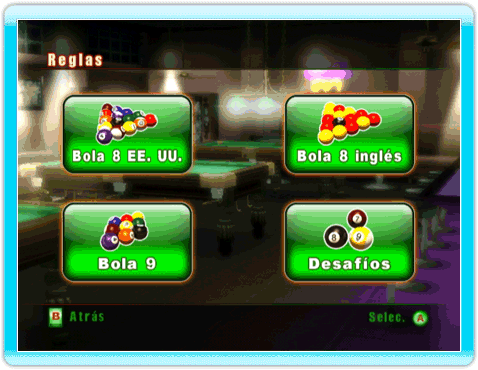 Reglas
Bola 8 EE. UU.
Bola 8 inglés
Bola 9
Desafíos
B Atrás
Selec. A